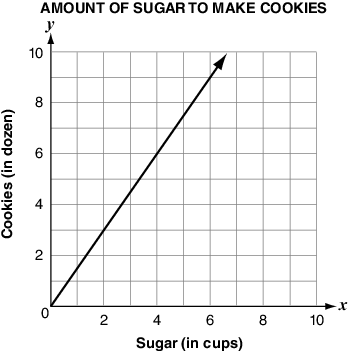 AMOUNT OF SUGAR TO MAKE COOKIES
y
10
8
6
4
2
0
2 4 6 8 10
x
Cookies (in dozen)
Sugar (in cups)